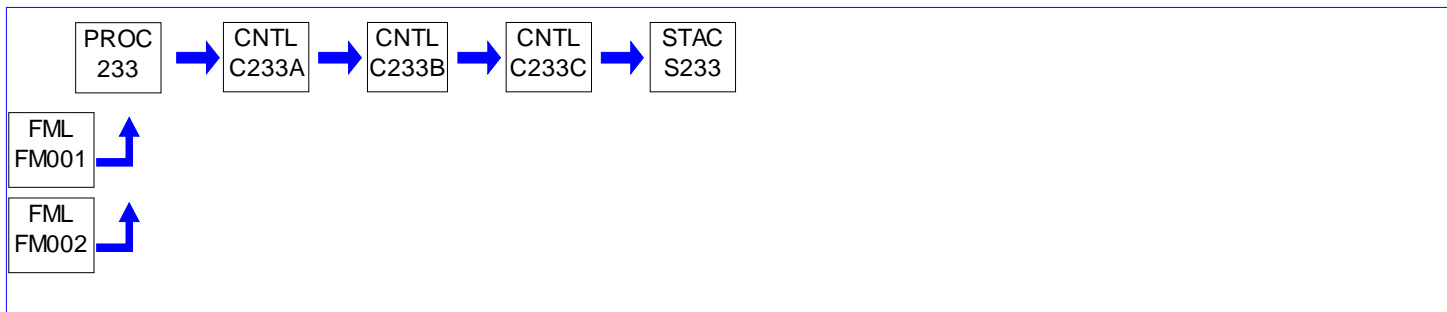 PROC
233
CNTL
C233A
CNTL
C233B
CNTL
C233C
STAC
S233
FML
FM001
FML
FM002